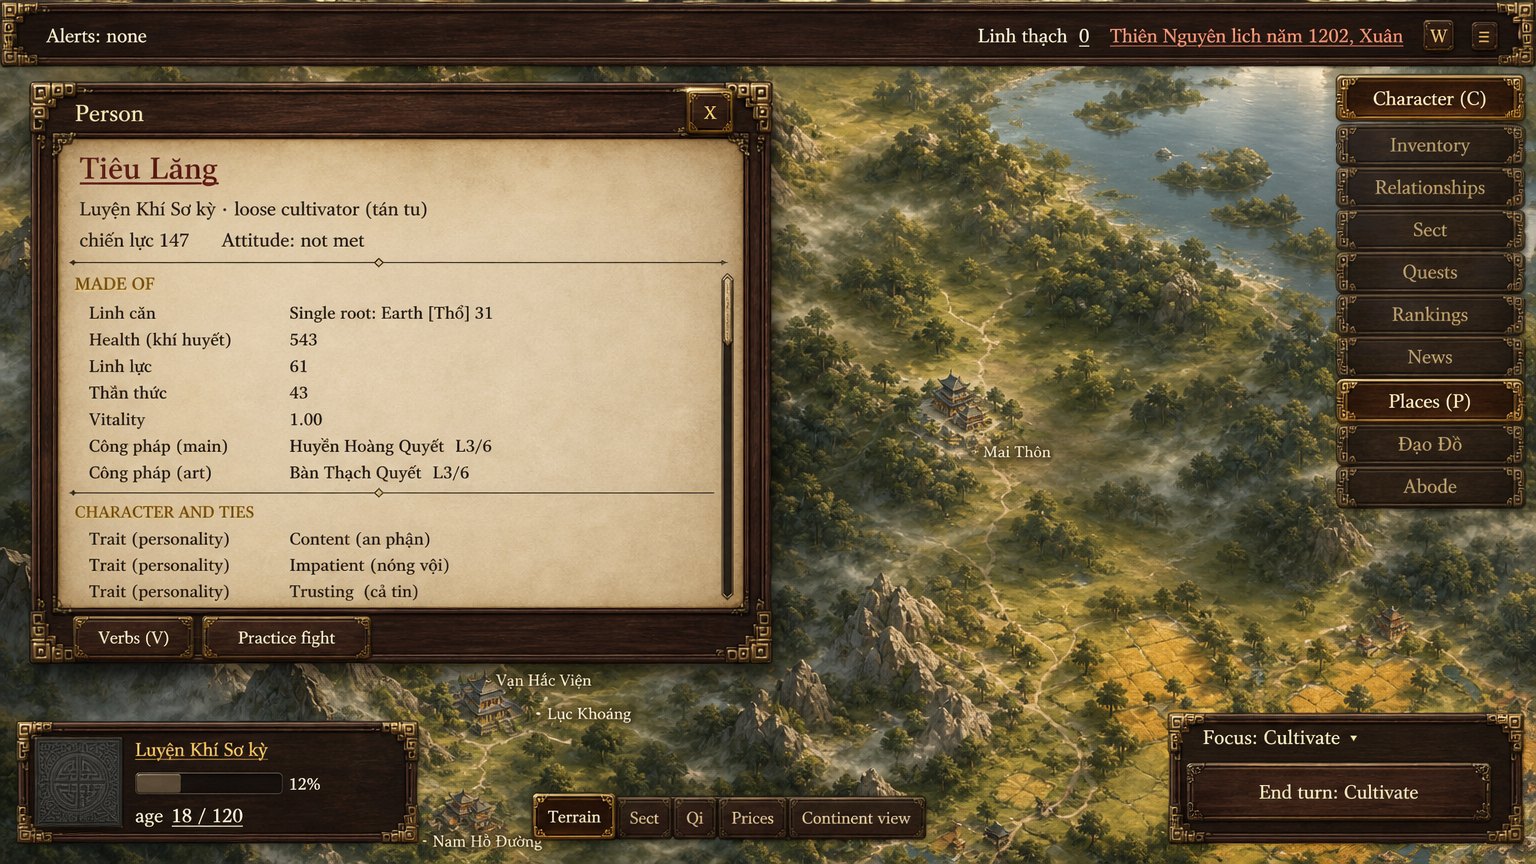 Alerts: none
Linh thạch 0 Thiên Nguyên lich năm 1202, Xuân W
Person X
Tiêu Lăng
Luyện Khí Sơ kỳ · loose cultivator (tán tu)
chiến lực 147 Attitude: not met
MADE OF
Linh căn Single root: Earth [Thổ] 31
Health (khí huyết) 543
Linh lực 61
Thần thức 43
Vitality 1.00
Công pháp (main) Huyền Hoàng Quyết L3/6
Công pháp (art) Bàn Thạch Quyết L3/6
CHARACTER AND TIES
Trait (personality) Content (an phận)
Trait (personality) Impatient (nóng vội)
Trait (personality) Trusting (cả tin)
Verbs (V) Practice fight
Character (C)
Inventory
Relationships
Sect
Quests
Rankings
News
Places (P)
Đạo Đồ
Abode
Mai Thôn
Vạn Hắc Viện
Lục Khoáng
Nam Hồ Đường
Luyện Khí Sơ kỳ
12%
age 18 / 120
Terrain Sect Qi Prices Continent view
Focus: Cultivate
End turn: Cultivate